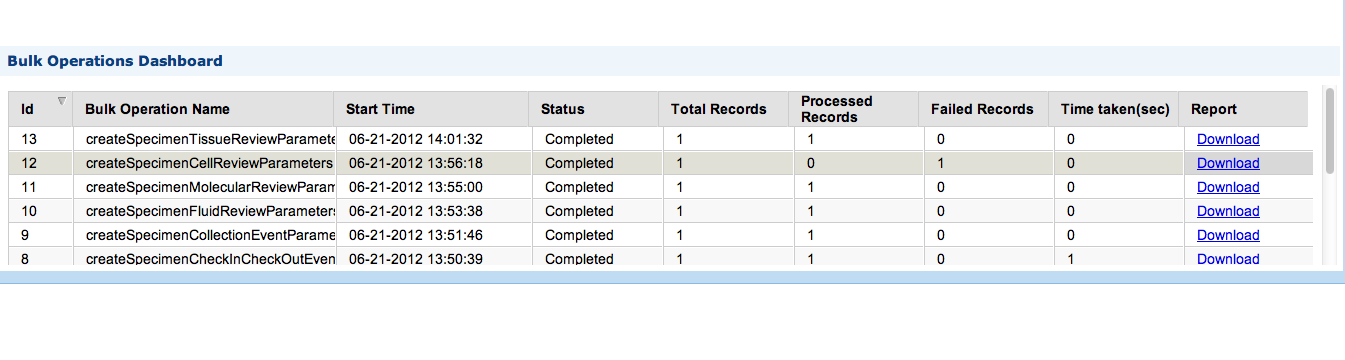 Bulk Operations Dashboard
Id Bulk Operation Name Start Time Status Total Records Processed Records Failed Records Time taken(sec) Report
13 createSpecimenTissueReviewParamete 06-21-2012 14:01:32 Completed 1 1 0 0 Download
12 createSpecimenCellReviewParameters 06-21-2012 13:56:18 Completed 1 0 1 0 Download
11 createSpecimenMolecularReviewParam 06-21-2012 13:55:00 Completed 1 1 0 0 Download
10 createSpecimenFluidReviewParameters 06-21-2012 13:53:38 Completed 1 1 0 0 Download
9 createSpecimenCollectionEventParame 06-21-2012 13:51:46 Completed 1 1 0 0 Download
8 createSpecimenCheckInCheckOutEven 06-21-2012 13:50:39 Completed 1 1 0 1 Download